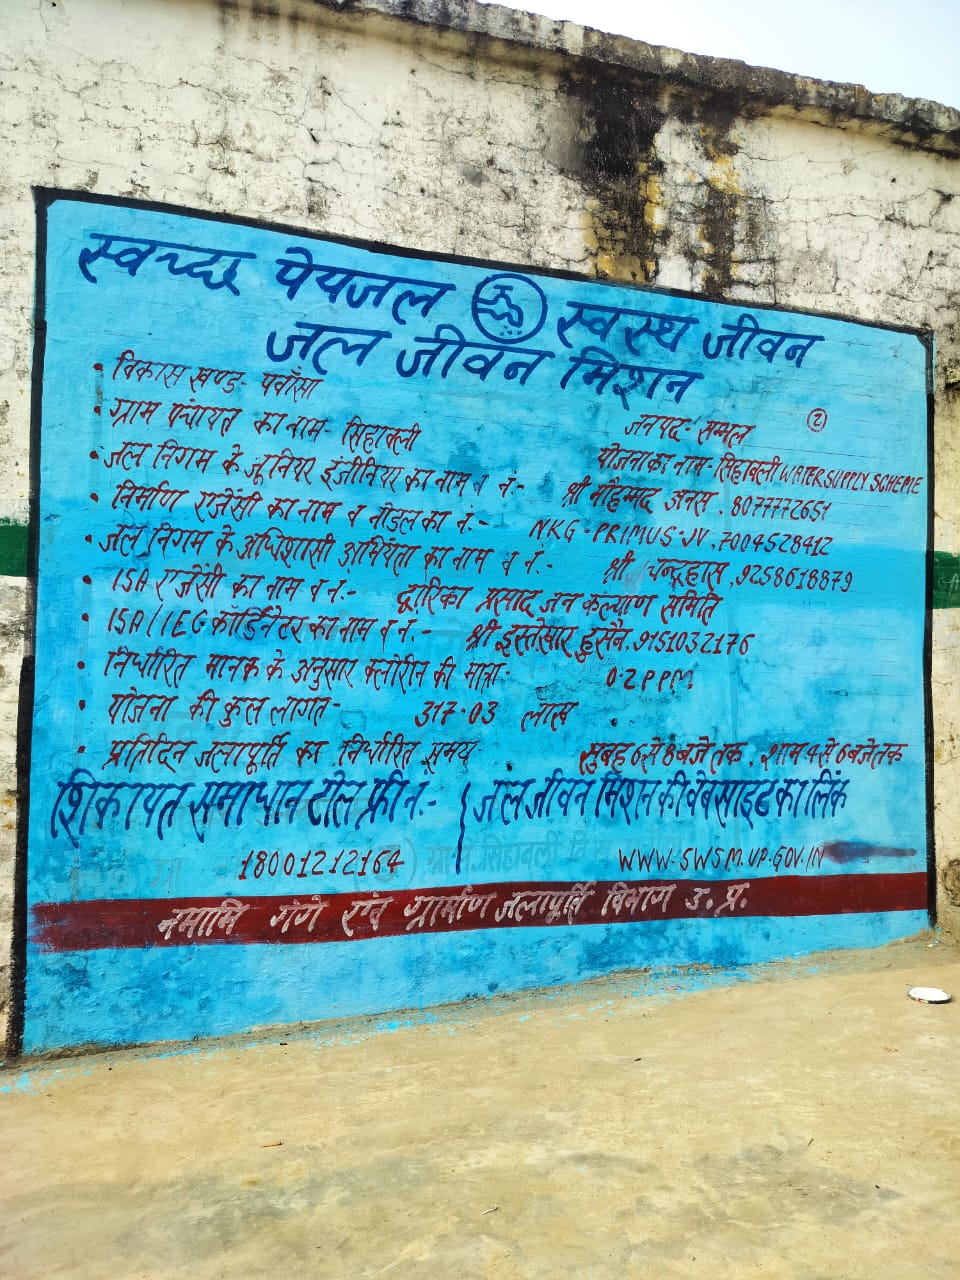 स्वच्छ पेयजल स्वस्थ जीवन
जल जीवन मिशन
• विकास खण्ड- पवाँसा जनपद- सम्भल २
• ग्राम पंचायत का नाम- सिहावली योजना का नाम- सिहावली WATER SUPPLY SCHEME
• जल निगम के जूनियर इंजीनियर का नाम व नं:- श्री मौहम्मद अनस, 8077772651
• निर्माण एजेंसी का नाम व नोडल का नं.- NKG-PRIMUS-JV, 7004528412
• जल निगम के अधिशासी अभियंता का नाम व नं.- श्री चन्द्रहास, 9258618879
• ISA एजेंसी का नाम व नं:- द्वारिका प्रसाद जन कल्याण समिति
• ISA/IEC कॉर्डिनेटर का नाम व नं.- श्री इस्तेखार हुसैन, 9151032176
• निर्धारित मानक के अनुसार क्लोरीन की मात्रा- 0.2 PPM
• योजना की कुल लागत- 317.03 लाख
• प्रतिदिन जलापूर्ति का निर्धारित समय- सुबह 6 से 8 बजे तक, शाम 4 से 6 बजे तक
शिकायत समाधान टोल फ्री नं.- जल जीवन मिशन की वेबसाइट का लिंक
18001212164 WWW.SWSM.UP.GOV.IN
नमामि गंगे एंव ग्रामीण जलापूर्ति विभाग उ. प्र.